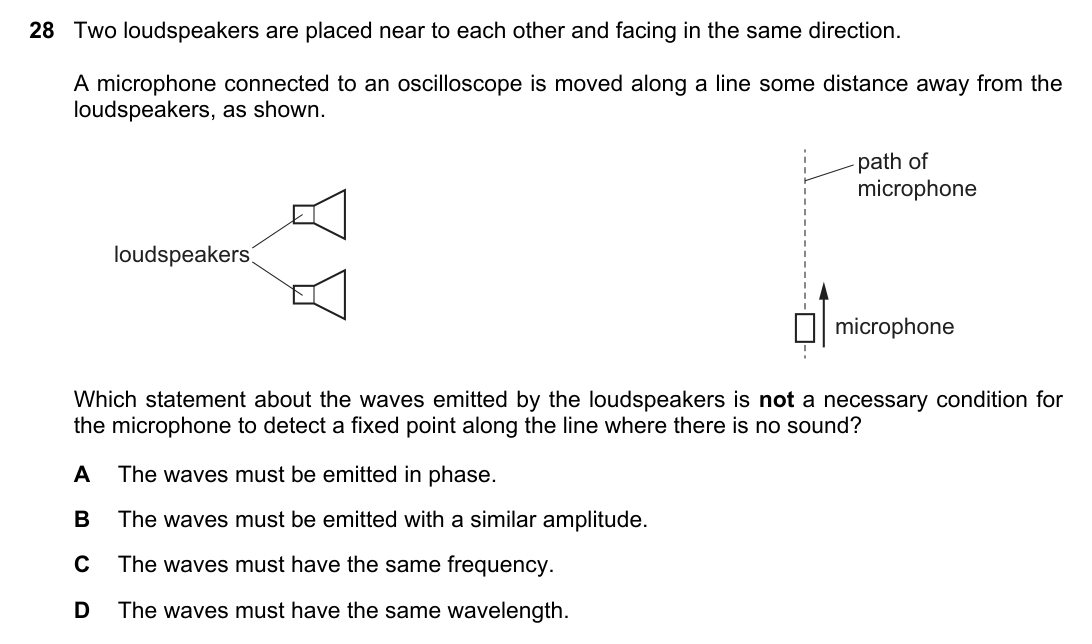 28 Two loudspeakers are placed near to each other and facing in the same direction.
A microphone connected to an oscilloscope is moved along a line some distance away from the
loudspeakers, as shown.
path of
microphone
loudspeakers
microphone
Which statement about the waves emitted by the loudspeakers is not a necessary condition for
the microphone to detect a fixed point along the line where there is no sound?
A The waves must be emitted in phase.
B The waves must be emitted with a similar amplitude.
C The waves must have the same frequency.
D The waves must have the same wavelength.